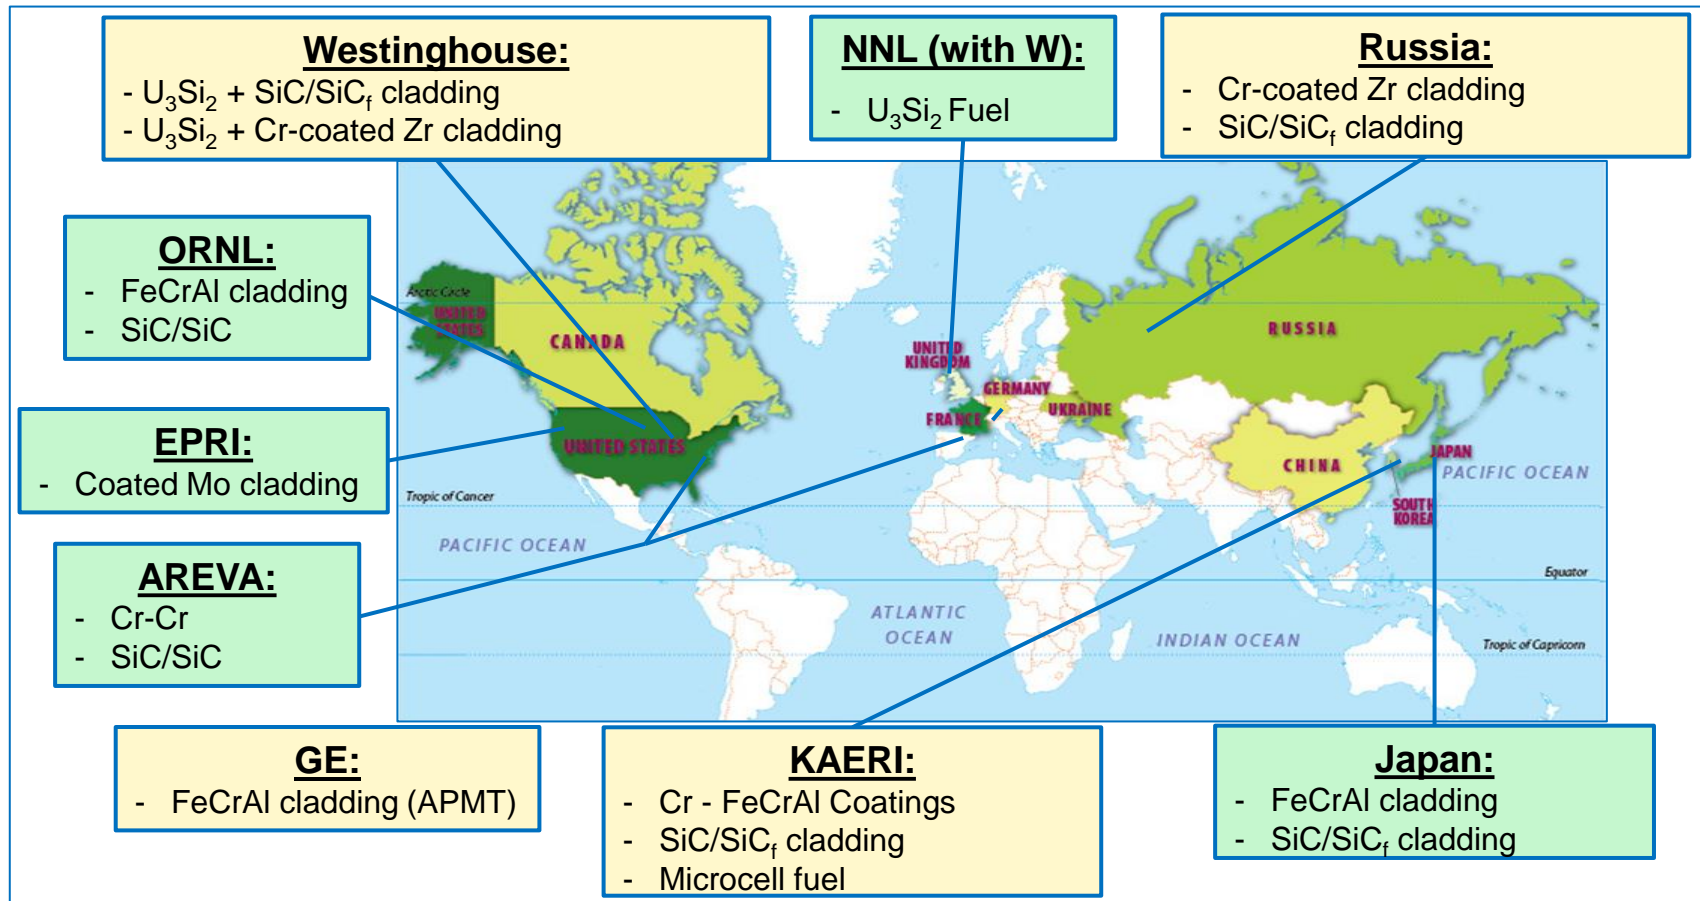 Westinghouse:
- U₃Si₂ + SiC/SiCf cladding
- U₃Si₂ + Cr-coated Zr cladding
NNL (with W):
- U₃Si₂ Fuel
Russia:
- Cr-coated Zr cladding
- SiC/SiCf cladding
ORNL:
- FeCrAl cladding
- SiC/SiC
EPRI:
- Coated Mo cladding
AREVA:
- Cr-Cr
- SiC/SiC
GE:
- FeCrAl cladding (APMT)
KAERI:
- Cr - FeCrAl Coatings
- SiC/SiCf cladding
- Microcell fuel
Japan:
- FeCrAl cladding
- SiC/SiCf cladding
Arctic Circle
UNITED
STATES
CANADA
UNITED STATES
Tropic of Cancer
PACIFIC OCEAN
ATLANTIC
OCEAN
UNITED
KINGDOM
GERMANY
FRANCE
UKRAINE
RUSSIA
CHINA
JAPAN
SOUTH
KOREA
PACIFIC OCEAN
INDIAN OCEAN
Equator
Tropic of Capricorn